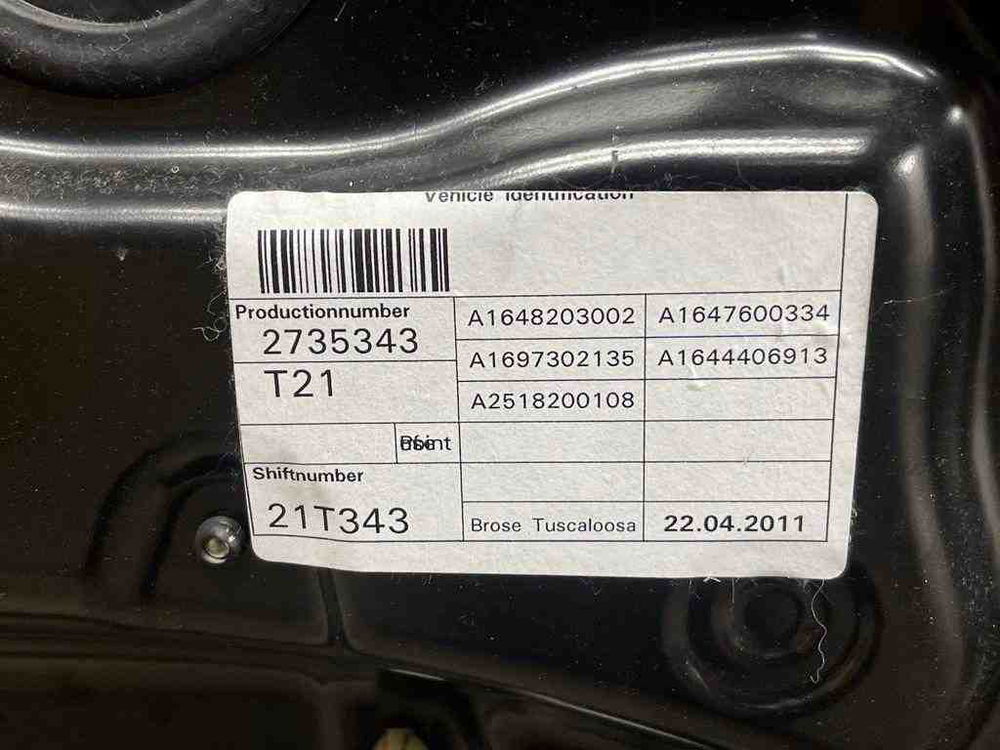 Vehicle Identification
Productionnumber
2735343
T21
A1648203002 A1647600334
A1697302135 A1644406913
A2518200108
Shiftnumber
21T343
Brose Tuscaloosa 22.04.2011